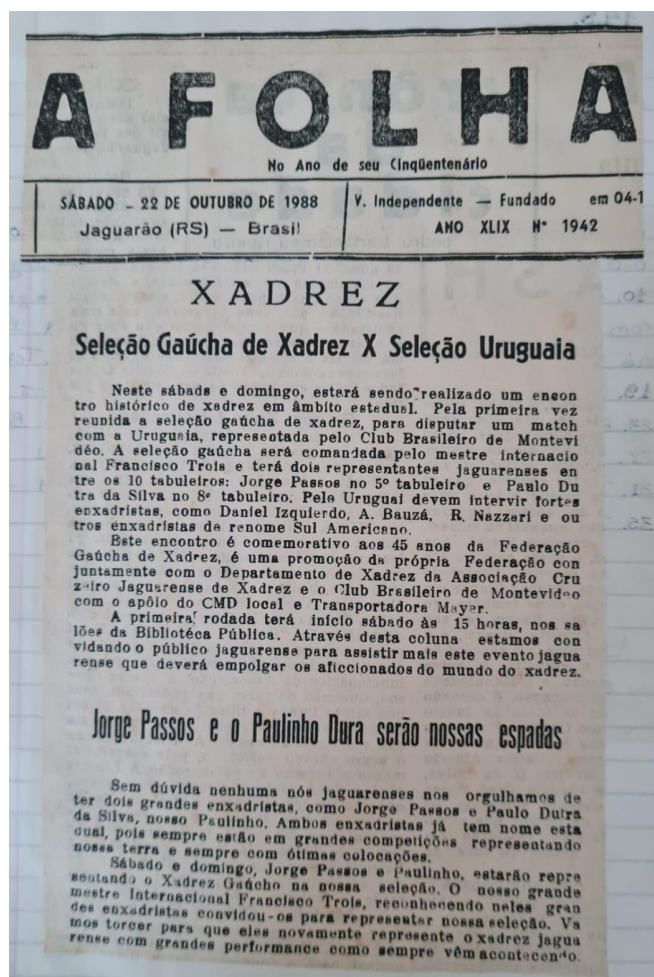 A FOLHA
No Ano de seu Cinqüentenário
SÁBADO - 22 DE OUTUBRO DE 1988
Jaguarão (RS) — Brasil
V. Independente — Fundado em 04-1
ANO XLIX Nº 1942
XADREZ
Seleção Gaúcha de Xadrez X Seleção Uruguaia
Neste sábads e domingo, estará sendo realizado um encon
tro histórico de xadrez em âmbito estadual. Pela primeira vez
reunida a seleção gaúcha de xadrez, para disputar um match
com a Uruguaia, representada pelo Club Brasileiro de Montevi
déo. A seleção gaúcha será comandada pelo mestre internacio
nal Francisco Trois e terá dois representantes jaguarenses en
tre os 10 tabuleiros: Jorge Passos no 5º tabuleiro e Paulo Du
tra da Silva no 8º tabuleiro. Pelo Uruguai devem intervir fortes
enxadristas, como Daniel Izquierdo, A. Bauzá, R. Nazzari e ou
tros enxadristas de renome Sul Americano.
Este encontro é comemorativo aos 45 anos da Federação
Gaúcha de Xadrez, é uma promoção da própria Federação con
juntamente com o Departamento de Xadrez da Associação Cru
zeiro Jaguarense de Xadrez e o Club Brasileiro de Montevideo
com o apôio do CMD local e Transportadora Mayer.
A primeira rodada terá início sábado às 15 horas, nos sa
lões da Bibliotéca Pública. Através desta coluna estamos con
vidando o público jaguarense para assistir mais este evento jagua
rense que deverá empolgar os aficcionados do mundo do xadrez.
Jorge Passos e o Paulinho Dura serão nossas espadas
Sem dúvida nenhuma nós jaguarenses nos orgulhamos de
ter dois grandes enxadristas, como Jorge Passos e Paulo Dutra
da Silva, nosso Paulinho. Ambos enxadristas já tem nome esta
dual, pois sempre estão em grandes competições representando
nossa terra e sempre com ótimas colocações.
Sábado e domingo, Jorge Passos e Paulinho, estarão repre
sentando o Xadrez Gaúcho na nossa seleção. O nosso grande
mestre Internacional Francisco Trois, reconhecendo neles gran
des enxadristas convidou-os para representar nossa seleção. Va
mos torcer para que eles novamente represente o xadrez jagua
rense com grandes performance como sempre vêm acontecendo.